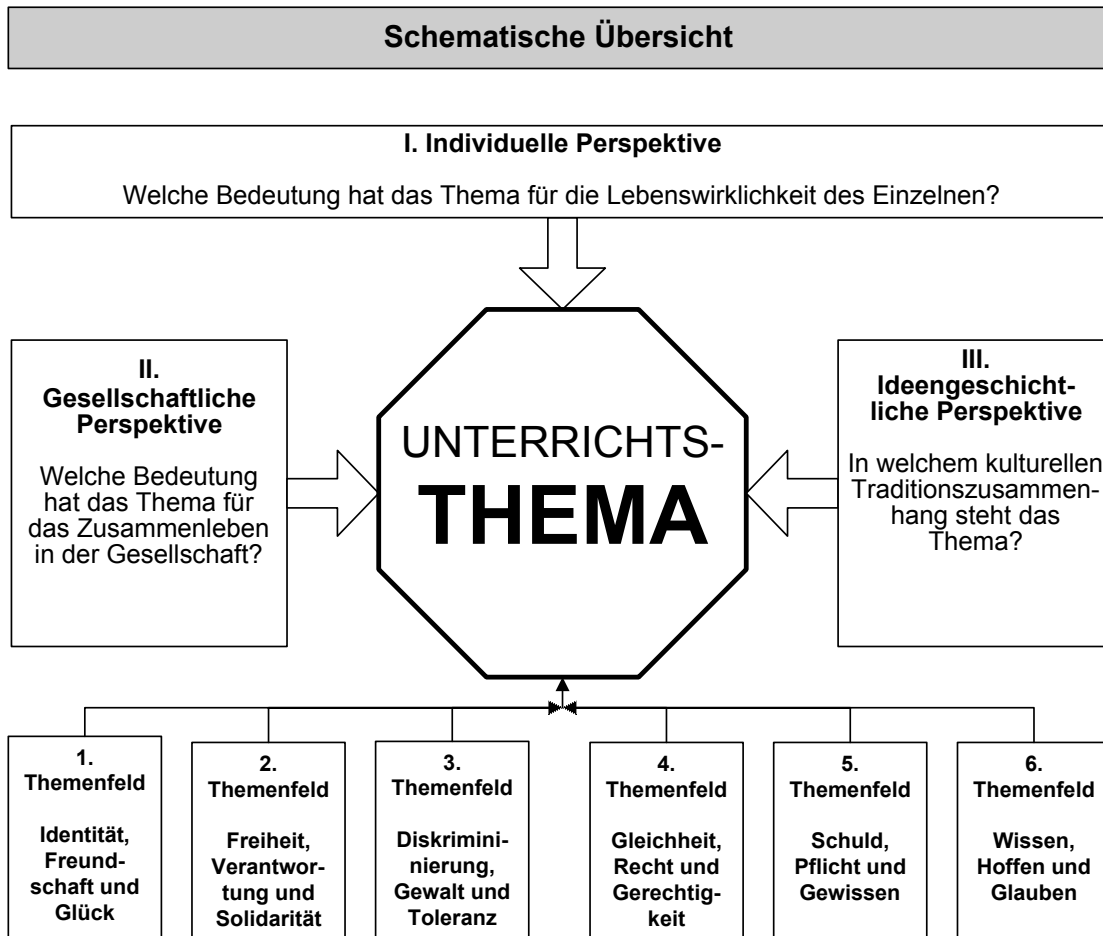 Schematische Übersicht
I. Individuelle Perspektive
Welche Bedeutung hat das Thema für die Lebenswirklichkeit des Einzelnen?
II.
Gesellschaftliche
Perspektive
Welche Bedeutung
hat das Thema für
das Zusammenleben
in der Gesellschaft?
UNTERRICHTS-
THEMA
III.
Ideengeschicht-
liche Perspektive
In welchem kulturellen
Traditionszusammen-
hang steht das
Thema?
1.
Themenfeld
Identität,
Freund-
schaft und
Glück
2.
Themenfeld
Freiheit,
Verantwor-
tung und
Solidarität
3.
Themenfeld
Diskrimini-
nierung,
Gewalt und
Toleranz
4.
Themenfeld
Gleichheit,
Recht und
Gerechtig-
keit
5.
Themenfeld
Schuld,
Pflicht und
Gewissen
6.
Themenfeld
Wissen,
Hoffen und
Glauben